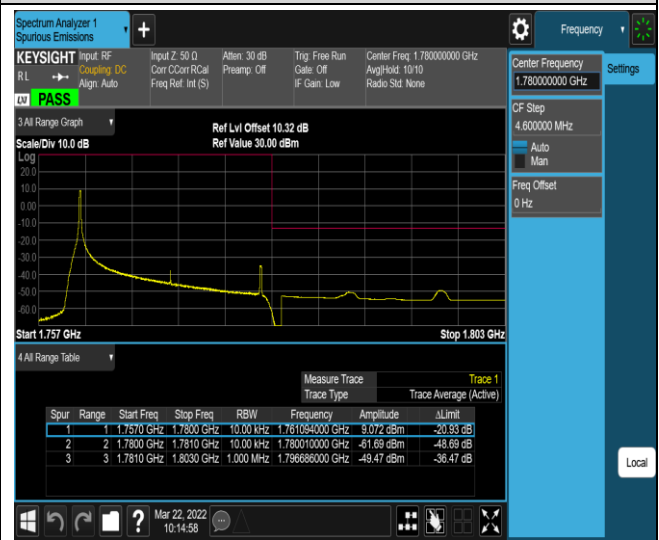 Spectrum Analyzer 1
Spurious Emissions
Frequency
KEYSIGHT
Input: RF
Coupling: DC
Align: Auto
Input Z: 50 Ω
Corr CCorr RCal
Freq Ref: Int (S)
Atten: 30 dB
Preamp: Off
Trig: Free Run
Gate: Off
IF Gain: Low
Center Freq: 1.780000000 GHz
Avg|Hold: 10/10
Radio Std: None
RL
LXI PASS
Center Frequency
1.780000000 GHz
Settings
CF Step
4.600000 MHz
Auto
Man
Freq Offset
0 Hz
3 All Range Graph
Ref Lvl Offset 10.32 dB
Scale/Div 10.0 dB Ref Value 30.00 dBm
Log
20.0
10.0
0.00
-10.0
-20.0
-30.0
-40.0
-50.0
-60.0
Start 1.757 GHz Stop 1.803 GHz
4 All Range Table
Measure Trace Trace 1
Trace Type Trace Average (Active)
Spur Range Start Freq Stop Freq RBW Frequency Amplitude ΔLimit
1 1 1.7570 GHz 1.7800 GHz 10.00 kHz 1.761094000 GHz 9.072 dBm -20.93 dB
2 2 1.7800 GHz 1.7810 GHz 10.00 kHz 1.780010000 GHz -61.69 dBm -48.69 dB
3 3 1.7810 GHz 1.8030 GHz 1.000 MHz 1.796686000 GHz -49.47 dBm -36.47 dB
Local
Mar 22, 2022
10:14:58